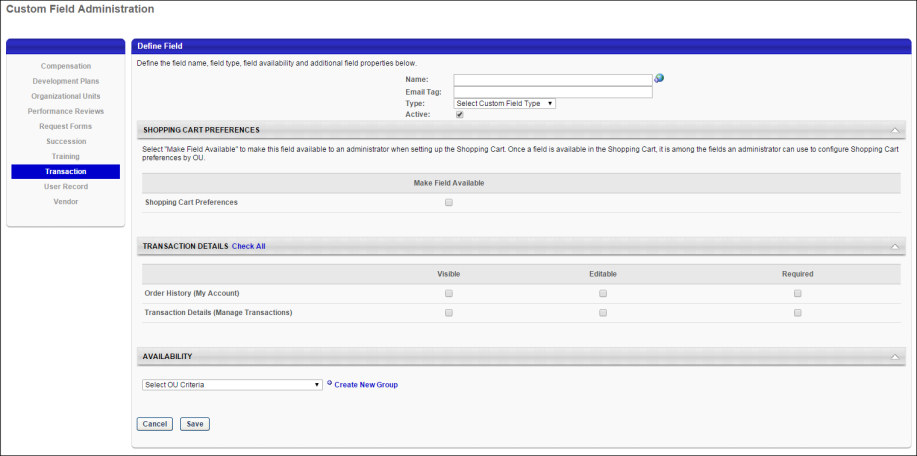 Custom Field Administration
Compensation
Development Plans
Organizational Units
Performance Reviews
Request Forms
Succession
Training
Transaction
User Record
Vendor
Define Field
Define the field name, field type, field availability and additional field properties below.
Name:
Email Tag:
Type: Select Custom Field Type
Active:
SHOPPING CART PREFERENCES
Select "Make Field Available" to make this field available to an administrator when setting up the Shopping Cart. Once a field is available in the Shopping Cart, it is among the fields an administrator can use to configure Shopping Cart
preferences by OU.
Make Field Available
Shopping Cart Preferences
TRANSACTION DETAILS Check All
Visible Editable Required
Order History (My Account)
Transaction Details (Manage Transactions)
AVAILABILITY
Select OU Criteria Create New Group
Cancel Save